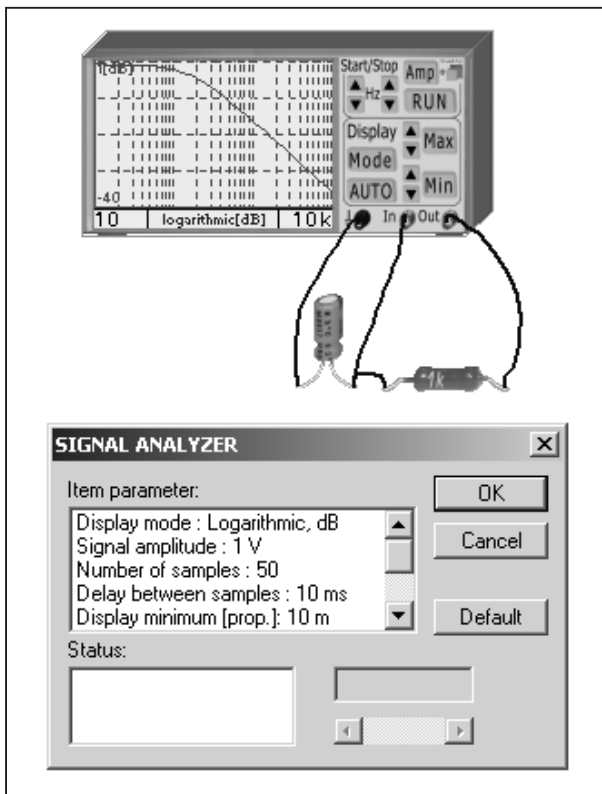 [dB]
Start/Stop
Amp
Hz
RUN
Display
Max
Mode
AUTO
Min
-40
10 logarithmic[dB] 10k
In Out
1k
SIGNAL ANALYZER
Item parameter:
Display mode : Logarithmic, dB
Signal amplitude : 1 V
Number of samples : 50
Delay between samples : 10 ms
Display minimum [prop.]: 10 m
OK
Cancel
Default
Status: